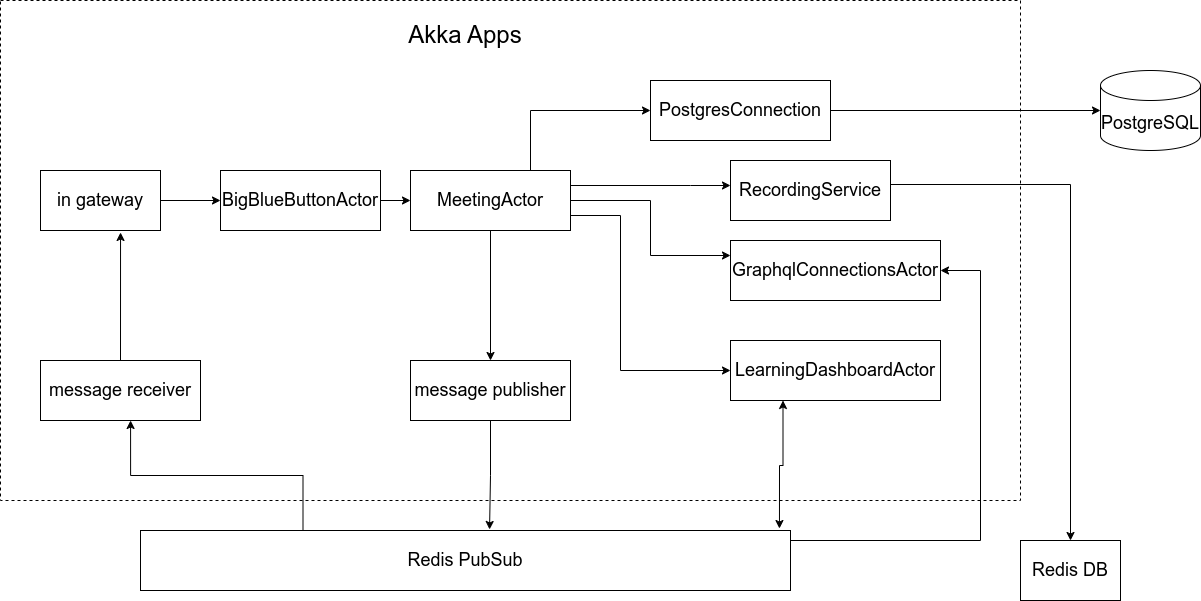 Akka Apps
PostgresConnection
PostgreSQL
in gateway
BigBlueButtonActor
MeetingActor
RecordingService
GraphqlConnectionsActor
message receiver
message publisher
LearningDashboardActor
Redis PubSub
Redis DB